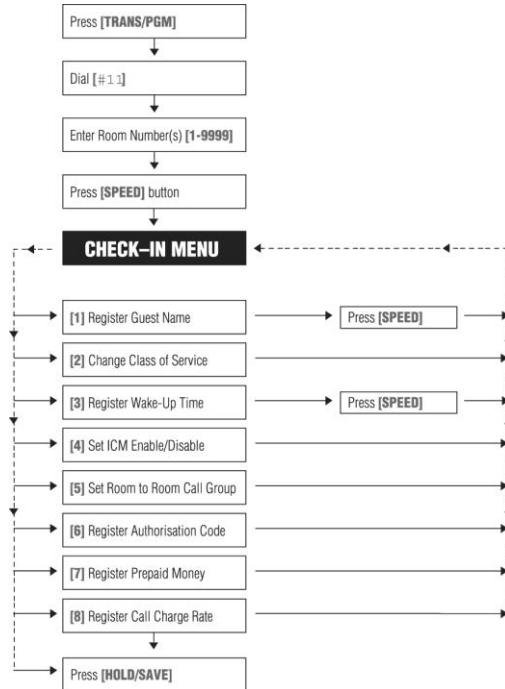 Press [TRANS/PGM]
Dial [#11]
Enter Room Number(s) [1-9999]
Press [SPEED] button
CHECK–IN MENU
[1] Register Guest Name
Press [SPEED]
[2] Change Class of Service
[3] Register Wake-Up Time
Press [SPEED]
[4] Set ICM Enable/Disable
[5] Set Room to Room Call Group
[6] Register Authorisation Code
[7] Register Prepaid Money
[8] Register Call Charge Rate
Press [HOLD/SAVE]